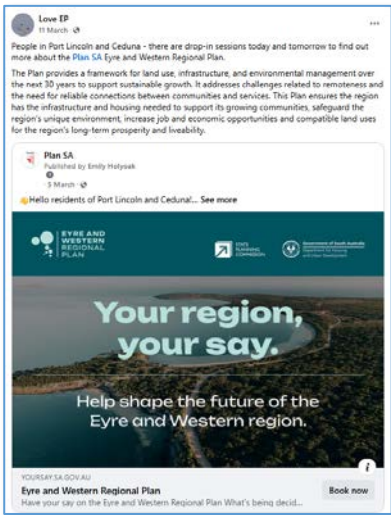 Love EP
11 March
People in Port Lincoln and Ceduna - there are drop-in sessions today and tomorrow to find out
more about the Plan SA Eyre and Western Regional Plan.
The Plan provides a framework for land use, infrastructure, and environmental management over
the next 30 years to support sustainable growth. It addresses challenges related to remoteness and
the need for reliable connections between communities and services. This Plan ensures the region
has the infrastructure and housing needed to support its growing communities, safeguard the
region's unique environment, increase job and economic opportunities and compatible land uses
for the region's long-term prosperity and liveability.
Plan SA
Published by Emily Holyoak
3 March
Hello residents of Port Lincoln and Ceduna!... See more
EYRE AND
WESTERN
REGIONAL
PLAN
STATE
PLANNING
COMMISSION
Government of South Australia
Department for Housing
and Urban Development
Your region,
your say.
Help shape the future of the
Eyre and Western region.
YOURSAY.SA.GOV.AU
Eyre and Western Regional Plan
Have your say on the Eyre and Western Regional Plan What's being decid...
Book now